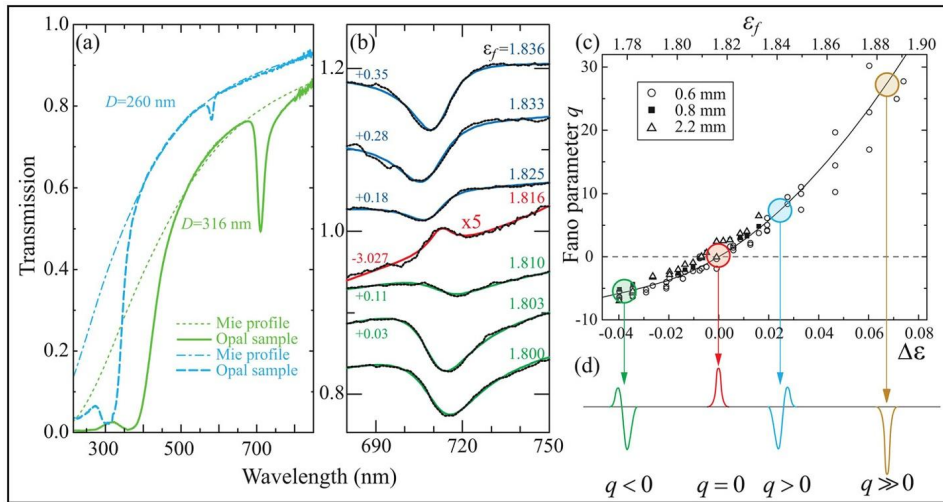 (a)
D=260 nm
D=316 nm
Mie profile
Opal sample
Mie profile
Opal sample
Transmission
1.0
0.8
0.6
0.4
0.2
0.0
300 500 700
(b)
εf=1.836
+0.35
1.833
+0.28
1.825
+0.18
1.816
x5
-3.027
1.810
+0.11
1.803
+0.03
1.800
1.2
1.0
0.8
680 720 750
Wavelength (nm)
(c)
εf
1.78 1.80 1.82 1.84 1.86 1.88 1.90
0.6 mm
0.8 mm
2.2 mm
Fano parameter q
30
20
10
0
-10
-0.04 -0.02 0.00 0.02 0.04 0.06 0.08
Δε
(d)
q<0 q=0 q>0 q≫0